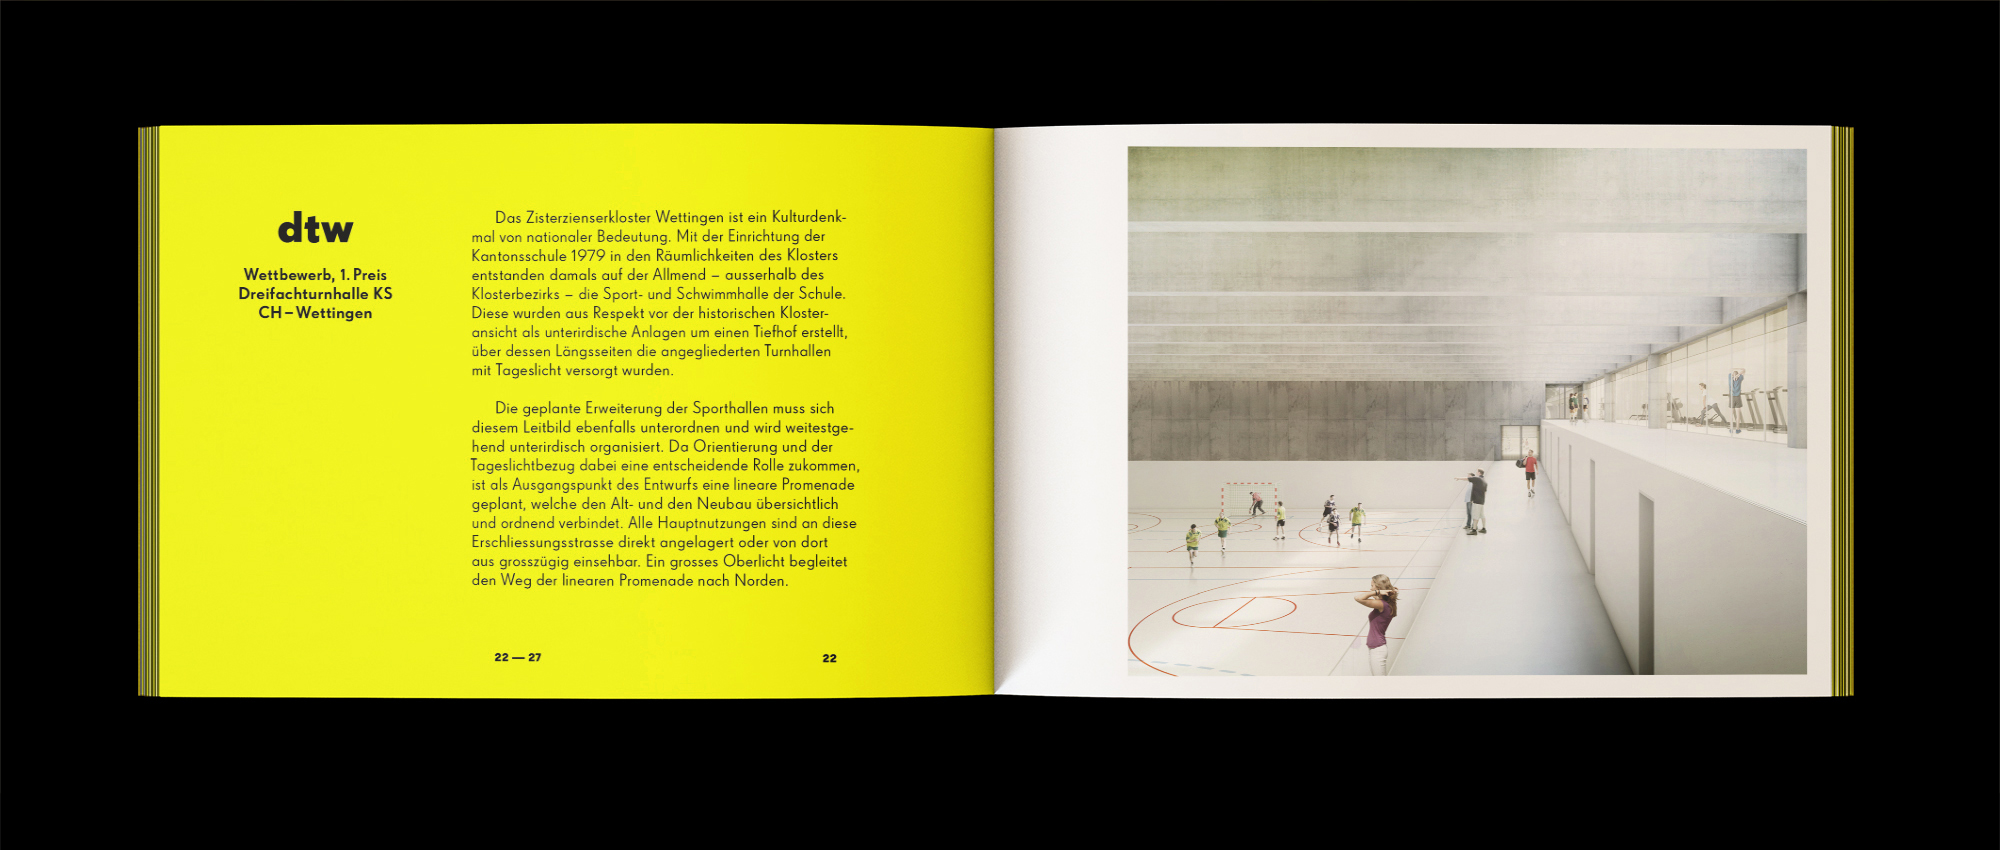 dtw
Wettbewerb, 1. Preis
Dreifachturnhalle KS
CH – Wettingen
Das Zisterzienserkloster Wettingen ist ein Kulturdenk-
mal von nationaler Bedeutung. Mit der Einrichtung der
Kantonsschule 1979 in den Räumlichkeiten des Klosters
entstanden damals auf der Allmend – ausserhalb des
Klosterbezirks – die Sport- und Schwimmhalle der Schule.
Diese wurden aus Respekt vor der historischen Kloster-
ansicht als unterirdische Anlagen um einen Tiefhof erstellt,
über dessen Längsseiten die angegliederten Turnhallen
mit Tageslicht versorgt wurden.
Die geplante Erweiterung der Sporthallen muss sich
diesem Leitbild ebenfalls unterordnen und wird weitestge-
hend unterirdisch organisiert. Da Orientierung und der
Tageslichtbezug dabei eine entscheidende Rolle zukommen,
ist als Ausgangspunkt des Entwurfs eine lineare Promenade
geplant, welche den Alt- und den Neubau übersichtlich
und ordnend verbindet. Alle Hauptnutzungen sind an diese
Erschliessungsstrasse direkt angelagert oder von dort
aus grosszügig einsehbar. Ein grosses Oberlicht begleitet
den Weg der linearen Promenade nach Norden.
22 — 27
22